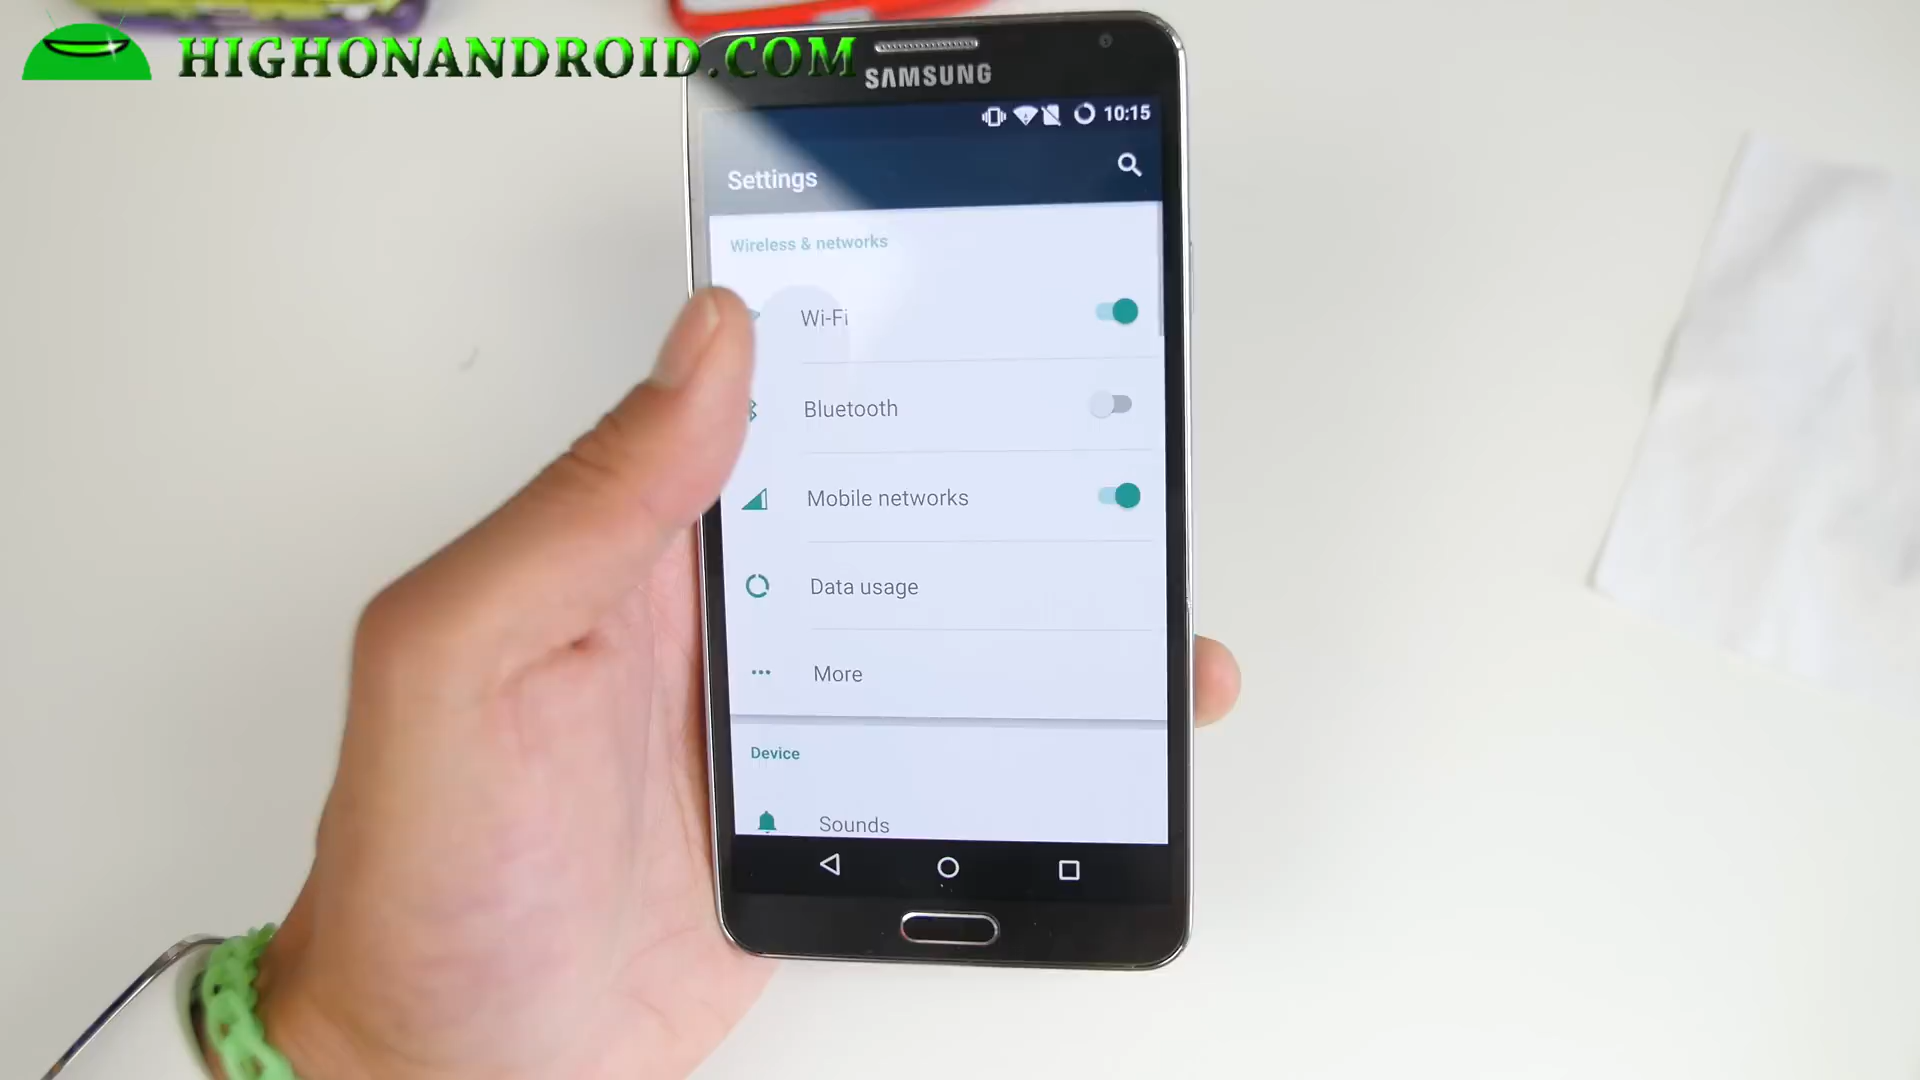 HIGHONANDROID.COM
SAMSUNG
10:15
Settings
Wireless & networks
Wi-Fi
Bluetooth
Mobile networks
Data usage
More
Device
Sounds